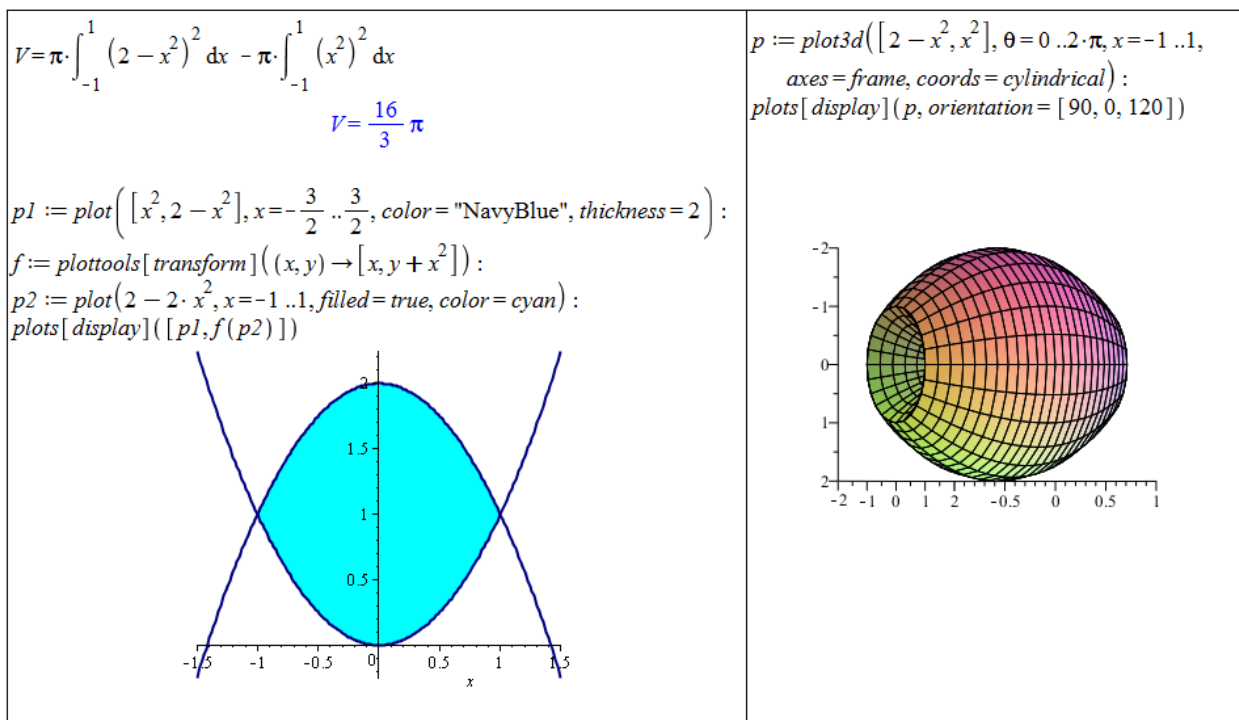 V = π·∫_{-1}^{1} (2 − x²)² dx − π·∫_{-1}^{1} (x²)² dx
V = 16/3 π
p1 := plot([x², 2 − x²], x = −3/2 .. 3/2, color = "NavyBlue", thickness = 2) :
f := plottools[transform]((x, y) → [x, y + x²]) :
p2 := plot(2 − 2· x², x = −1 ..1, filled = true, color = cyan) :
plots[display]([p1, f(p2)])
2
1.5
1
0.5
-1.5 -1 -0.5 0 0.5 1 1.5
x
p := plot3d([2 − x², x²], θ = 0 ..2·π, x = −1 ..1,
axes = frame, coords = cylindrical) :
plots[display](p, orientation = [90, 0, 120])
-2
-1
0
1
2
-2 -1 0 1 2 -0.5 0 0.5 1